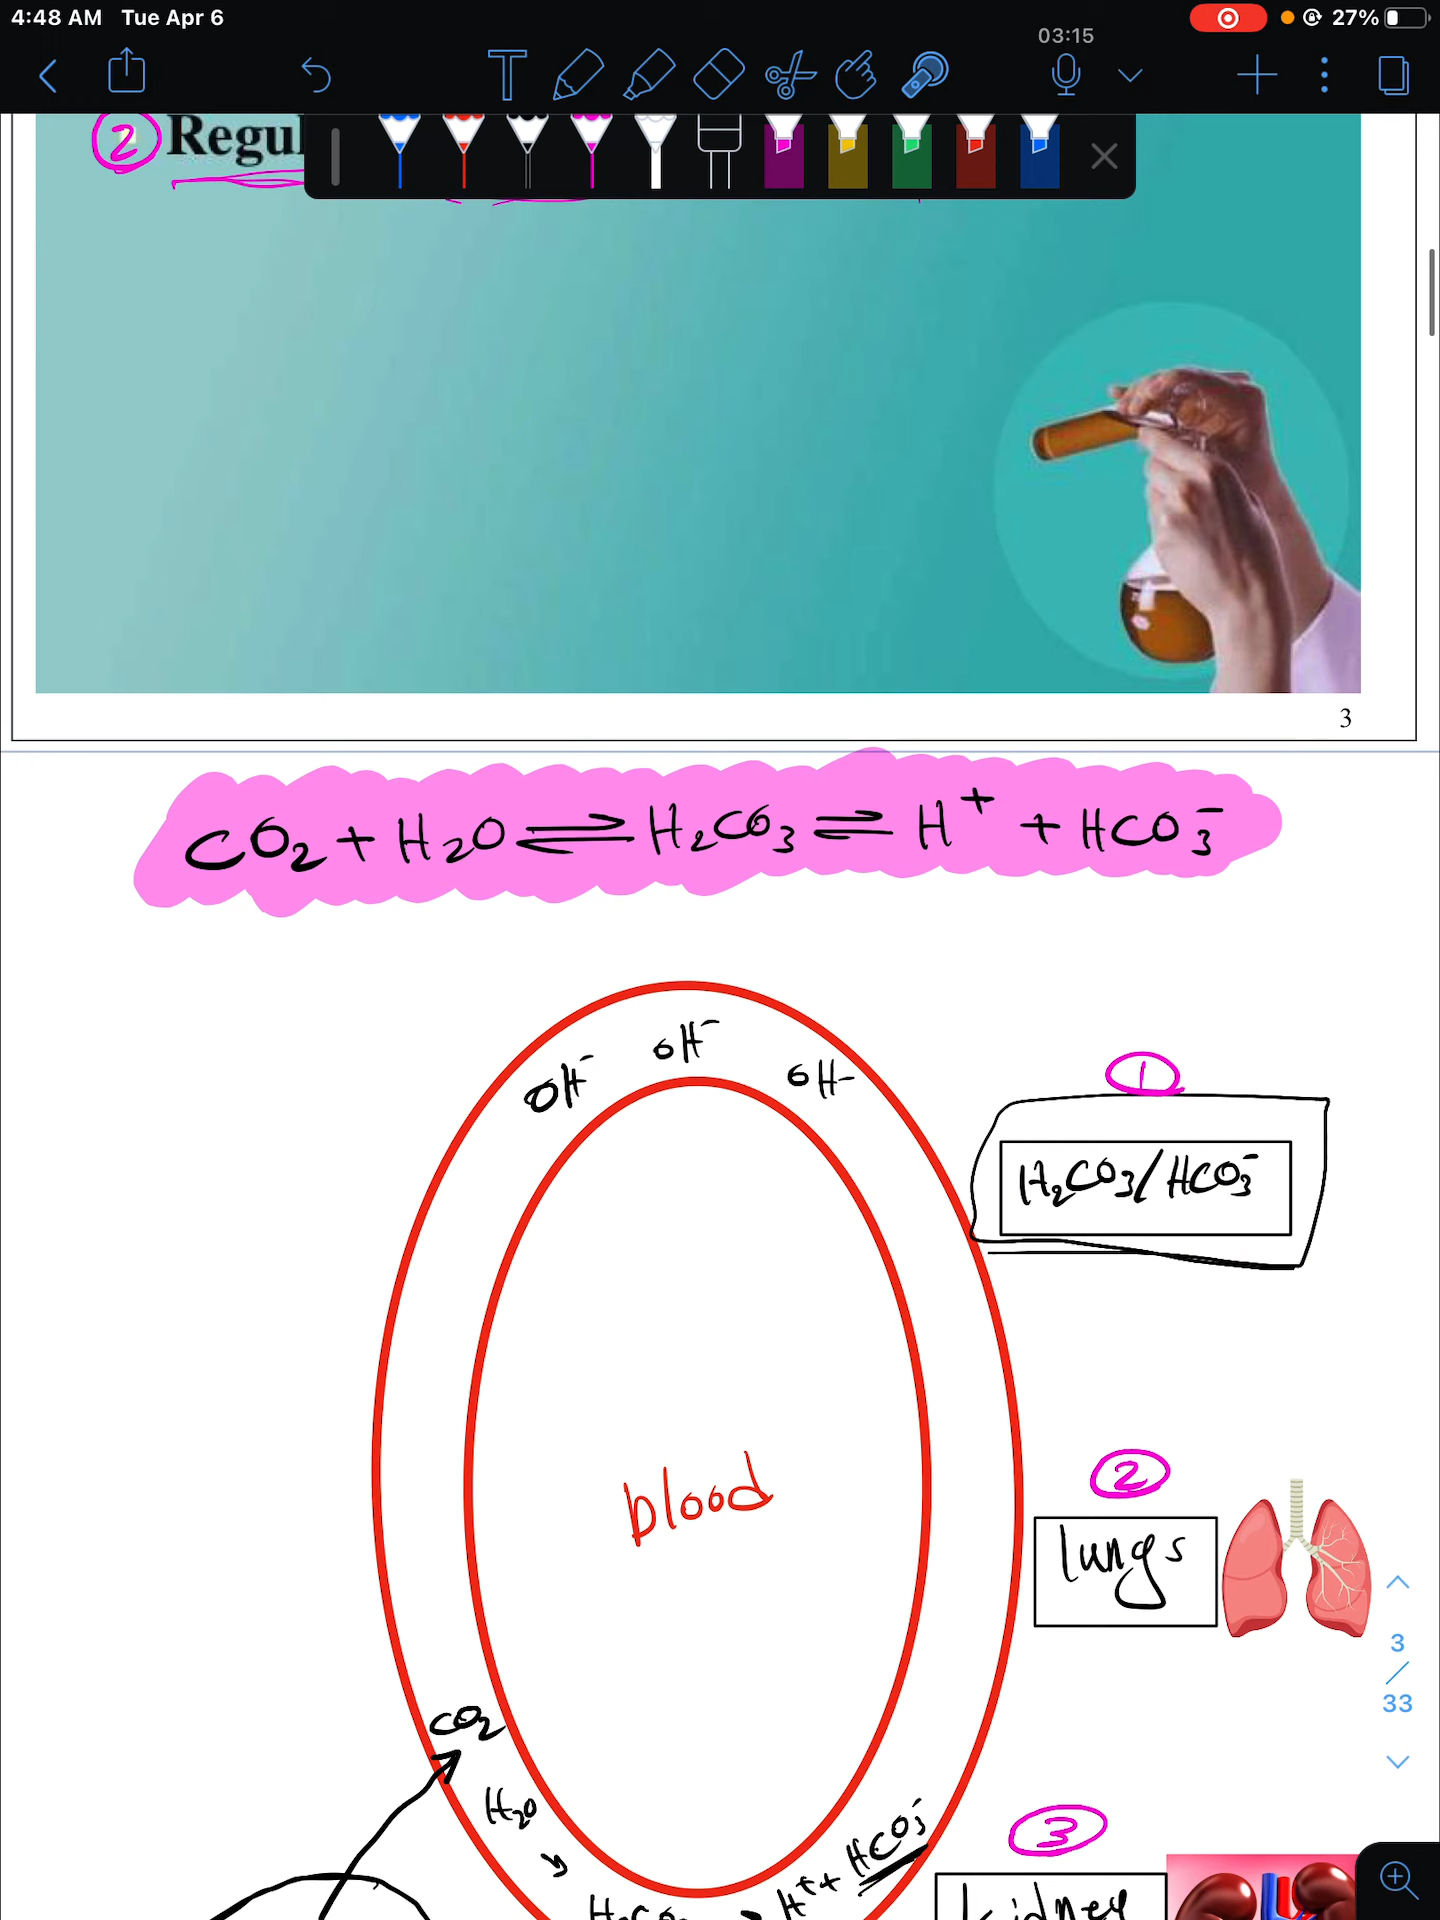 4:48 AM Tue Apr 6
27%
03:15
2 Regul
3
CO₂ + H₂O ⇌ H₂CO₃ ⇌ H⁺ + HCO₃⁻
OH⁻ OH⁻ OH⁻
1
H₂CO₃/HCO₃⁻
blood
2
lungs
3
/
33
CO₂
H₂O
→ H⁺ + HCO₃⁻
3
kidney